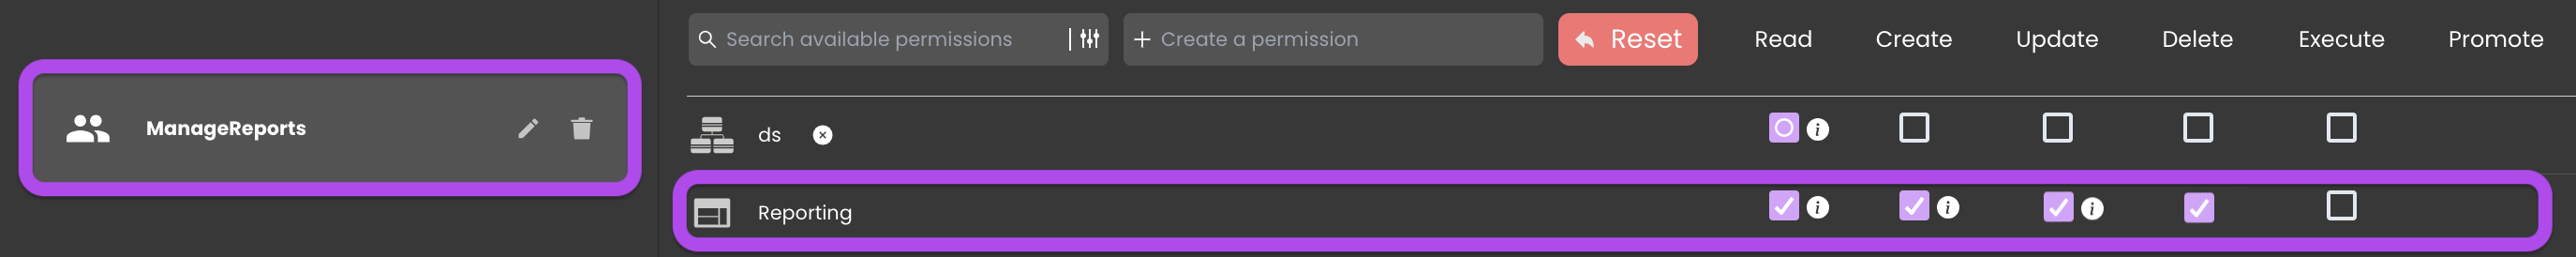 Search available permissions
Create a permission
Reset
Read
Create
Update
Delete
Execute
Promote
ManageReports
ds
Reporting